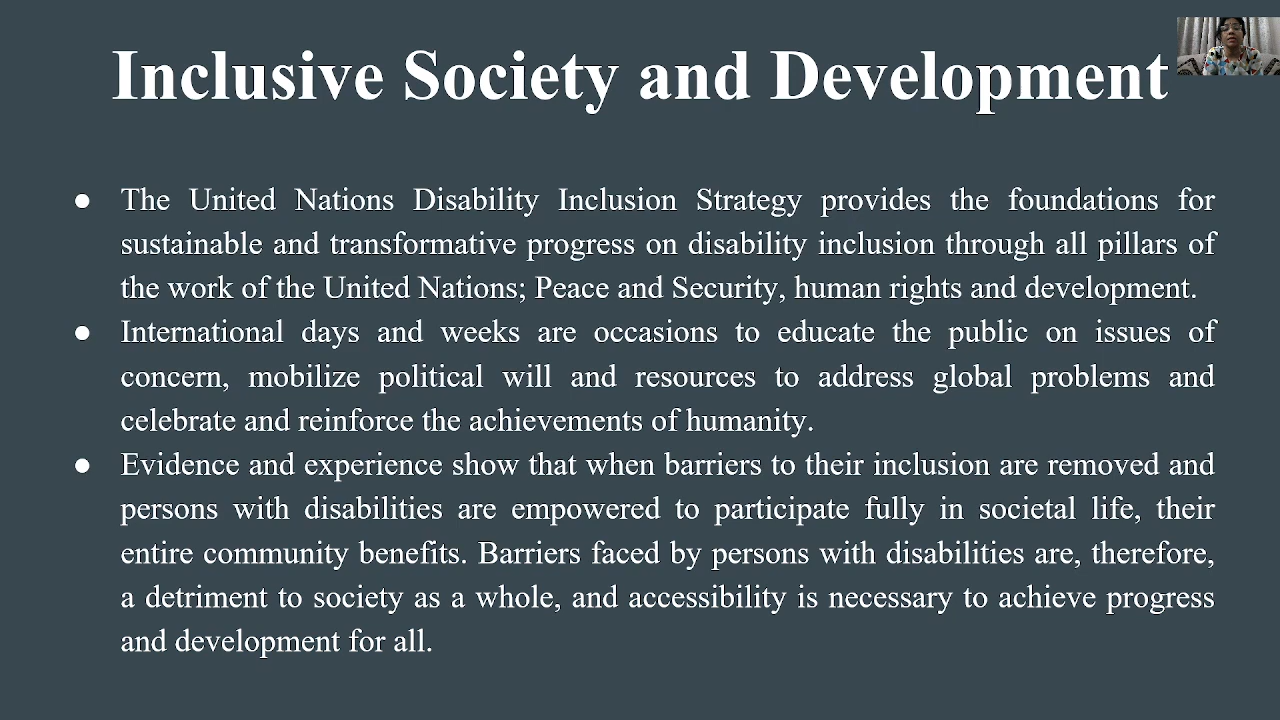 Inclusive Society and Development
● The United Nations Disability Inclusion Strategy provides the foundations for
sustainable and transformative progress on disability inclusion through all pillars of
the work of the United Nations; Peace and Security, human rights and development.
● International days and weeks are occasions to educate the public on issues of
concern, mobilize political will and resources to address global problems and
celebrate and reinforce the achievements of humanity.
● Evidence and experience show that when barriers to their inclusion are removed and
persons with disabilities are empowered to participate fully in societal life, their
entire community benefits. Barriers faced by persons with disabilities are, therefore,
a detriment to society as a whole, and accessibility is necessary to achieve progress
and development for all.